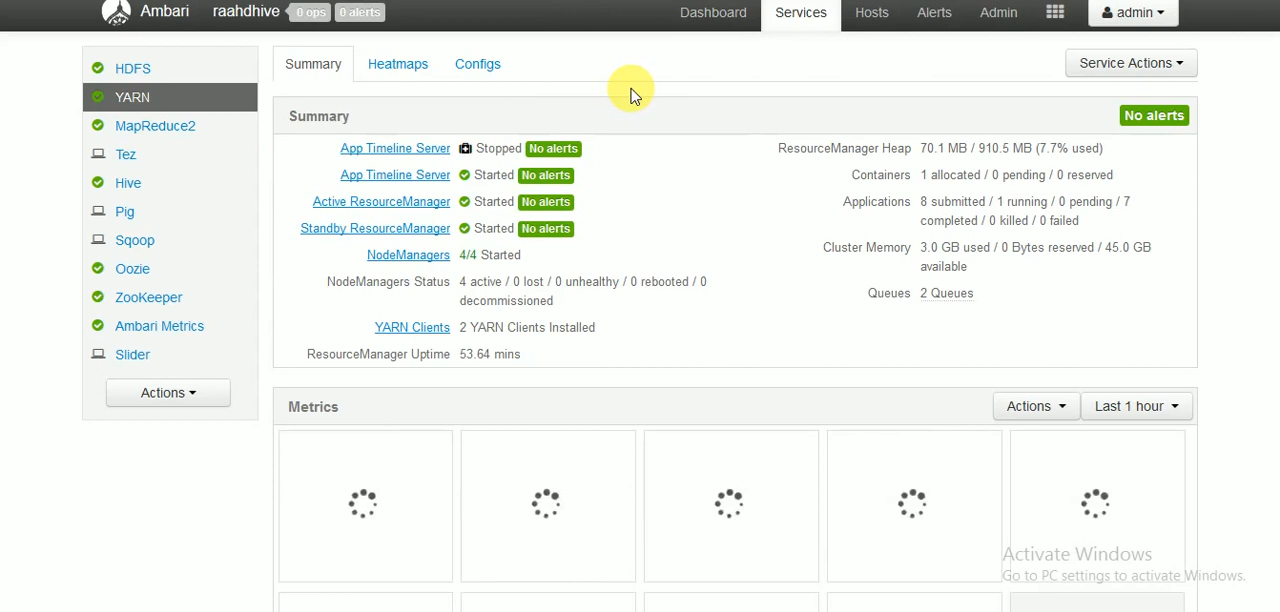 Ambari raahdhive 0 ops 0 alerts Dashboard Services Hosts Alerts Admin admin
HDFS
YARN
MapReduce2
Tez
Hive
Pig
Sqoop
Oozie
ZooKeeper
Ambari Metrics
Slider
Actions
Summary Heatmaps Configs Service Actions
Summary No alerts
App Timeline Server Stopped No alerts
App Timeline Server Started No alerts
Active ResourceManager Started No alerts
Standby ResourceManager Started No alerts
NodeManagers 4/4 Started
NodeManagers Status 4 active / 0 lost / 0 unhealthy / 0 rebooted / 0
decommissioned
YARN Clients 2 YARN Clients Installed
ResourceManager Uptime 53.64 mins
ResourceManager Heap 70.1 MB / 910.5 MB (7.7% used)
Containers 1 allocated / 0 pending / 0 reserved
Applications 8 submitted / 1 running / 0 pending / 7
completed / 0 killed / 0 failed
Cluster Memory 3.0 GB used / 0 Bytes reserved / 45.0 GB
available
Queues 2 Queues
Metrics Actions Last 1 hour
Activate Windows
Go to PC settings to activate Windows.